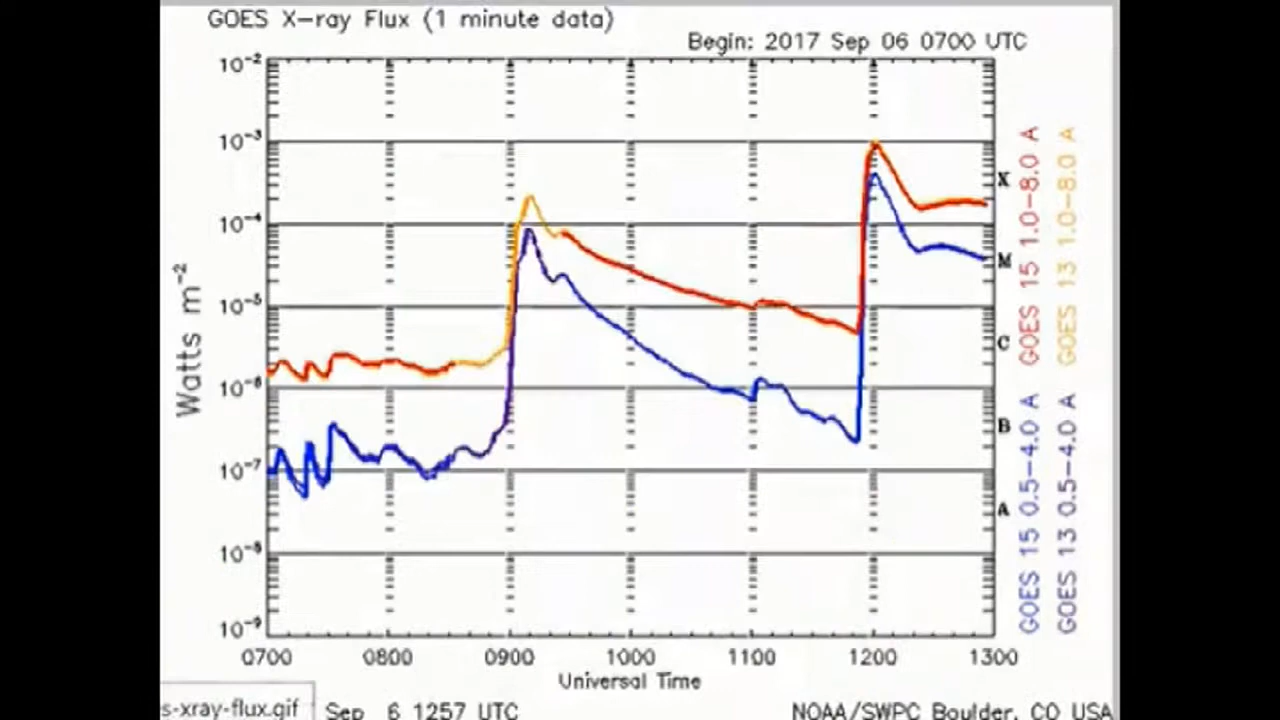 GOES X-ray Flux (1 minute data)
Begin: 2017 Sep 06 0700 UTC
Watts m-2
10-2
10-3
10-4
10-5
10-6
10-7
10-8
10-9
X
M
C
B
A
GOES 15 1.0-8.0 A
GOES 13 1.0-8.0 A
GOES 15 0.5-4.0 A
GOES 13 0.5-4.0 A
0700 0800 0900 1000 1100 1200 1300
Universal Time
s-xray-flux.gif
Sep 6 1257 UTC
NOAA/SWPC Boulder, CO USA